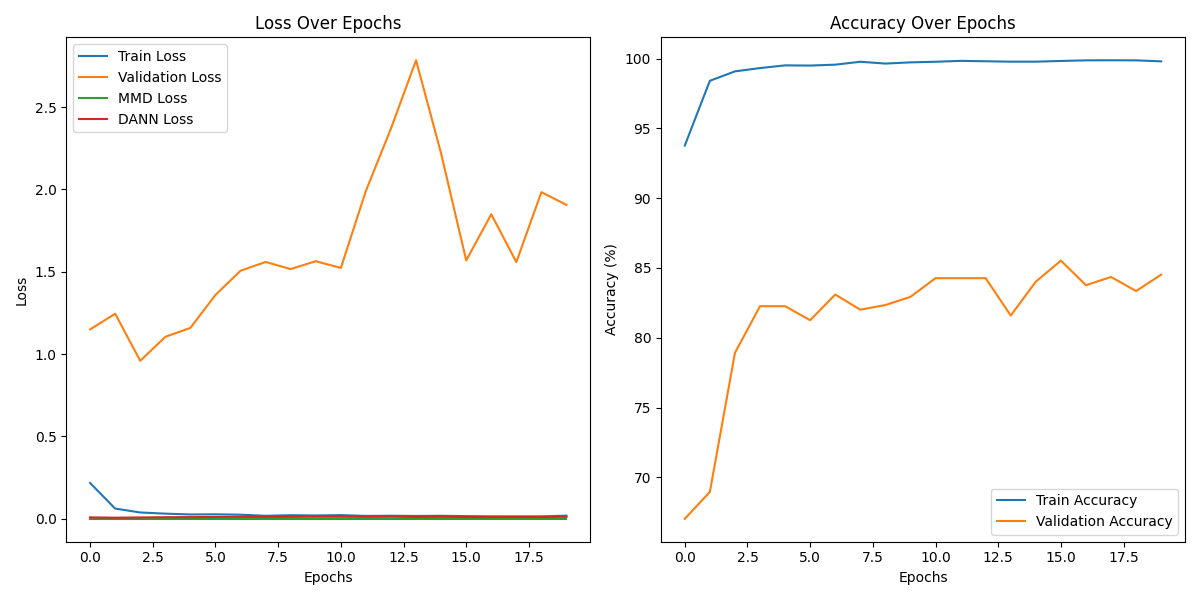 Loss Over Epochs
Train Loss
Validation Loss
MMD Loss
DANN Loss
2.5
2.0
1.5
1.0
0.5
0.0
Loss
0.0 2.5 5.0 7.5 10.0 12.5 15.0 17.5
Epochs
Accuracy Over Epochs
100
95
90
85
80
75
70
Accuracy (%)
Train Accuracy
Validation Accuracy
0.0 2.5 5.0 7.5 10.0 12.5 15.0 17.5
Epochs